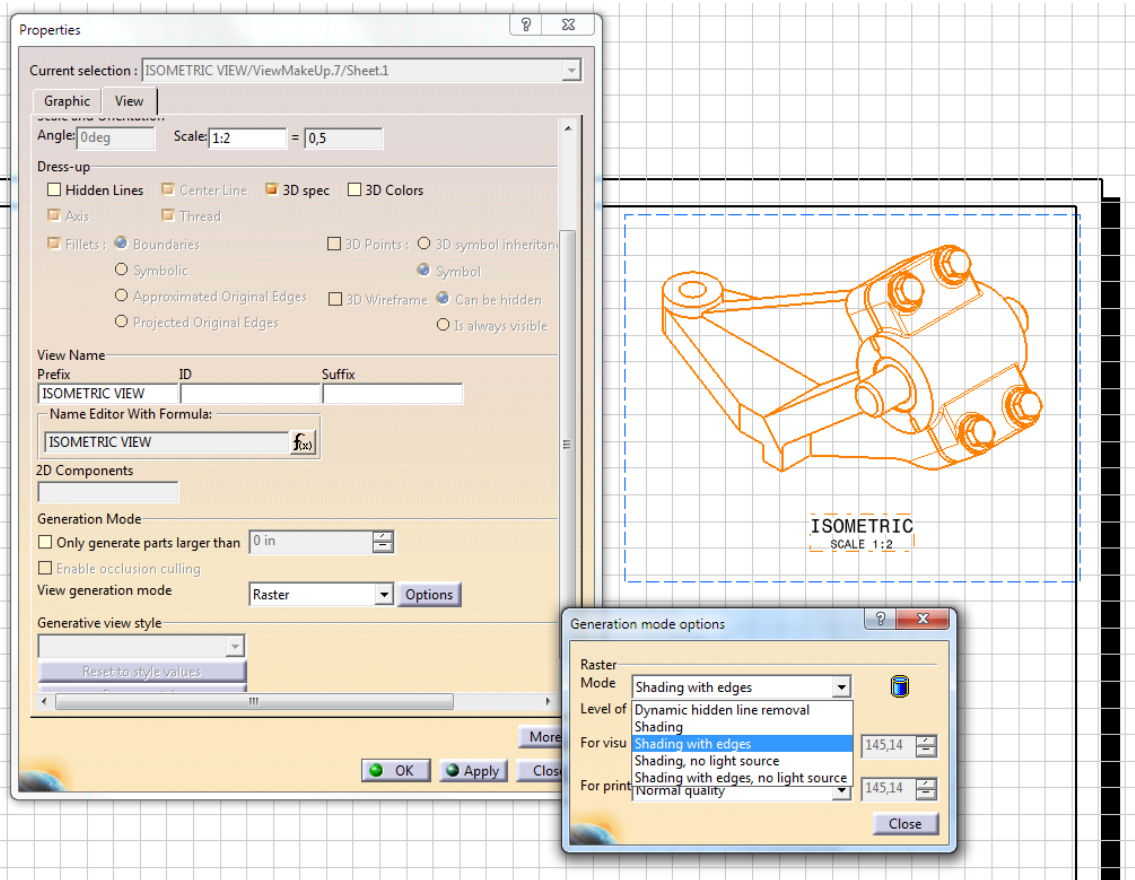 Properties
Current selection : ISOMETRIC VIEW/ViewMakeUp.7/Sheet.1
Graphic View
Scale and Orientation
Angle: 0deg Scale: 1:2 = 0,5
Dress-up
Hidden Lines Center Line 3D spec 3D Colors
Axis Thread
Fillets : Boundaries 3D Points : 3D symbol inheritan
Symbolic Symbol
Approximated Original Edges 3D Wireframe Can be hidden
Projected Original Edges Is always visible
View Name
Prefix ID Suffix
ISOMETRIC VIEW
Name Editor With Formula:
ISOMETRIC VIEW f(x)
2D Components
Generation Mode
Only generate parts larger than 0 in
Enable occlusion culling
View generation mode Raster Options
Generative view style
Reset to style values
More
OK Apply Clos
ISOMETRIC
SCALE 1:2
Generation mode options
Raster
Mode Shading with edges
Level of
Dynamic hidden line removal
Shading
For visu Shading with edges 145,14
Shading, no light source
Shading with edges, no light source
For print Normal quality 145,14
Close